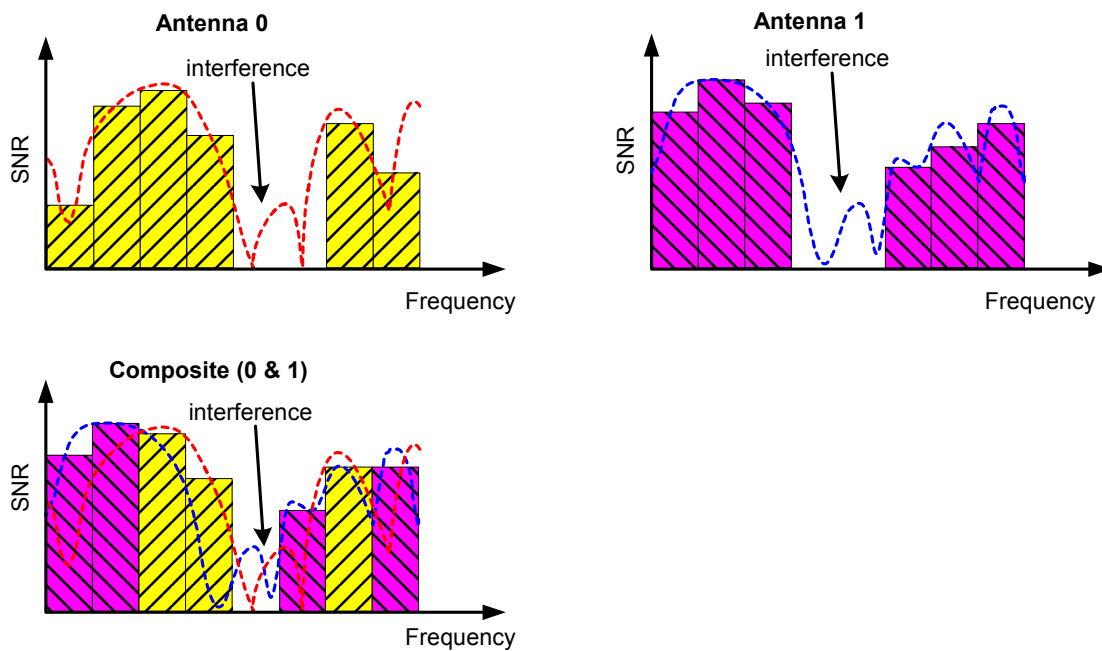 Antenna 0
interference
SNR
Frequency
Antenna 1
interference
SNR
Frequency
Composite (0 & 1)
interference
SNR
Frequency